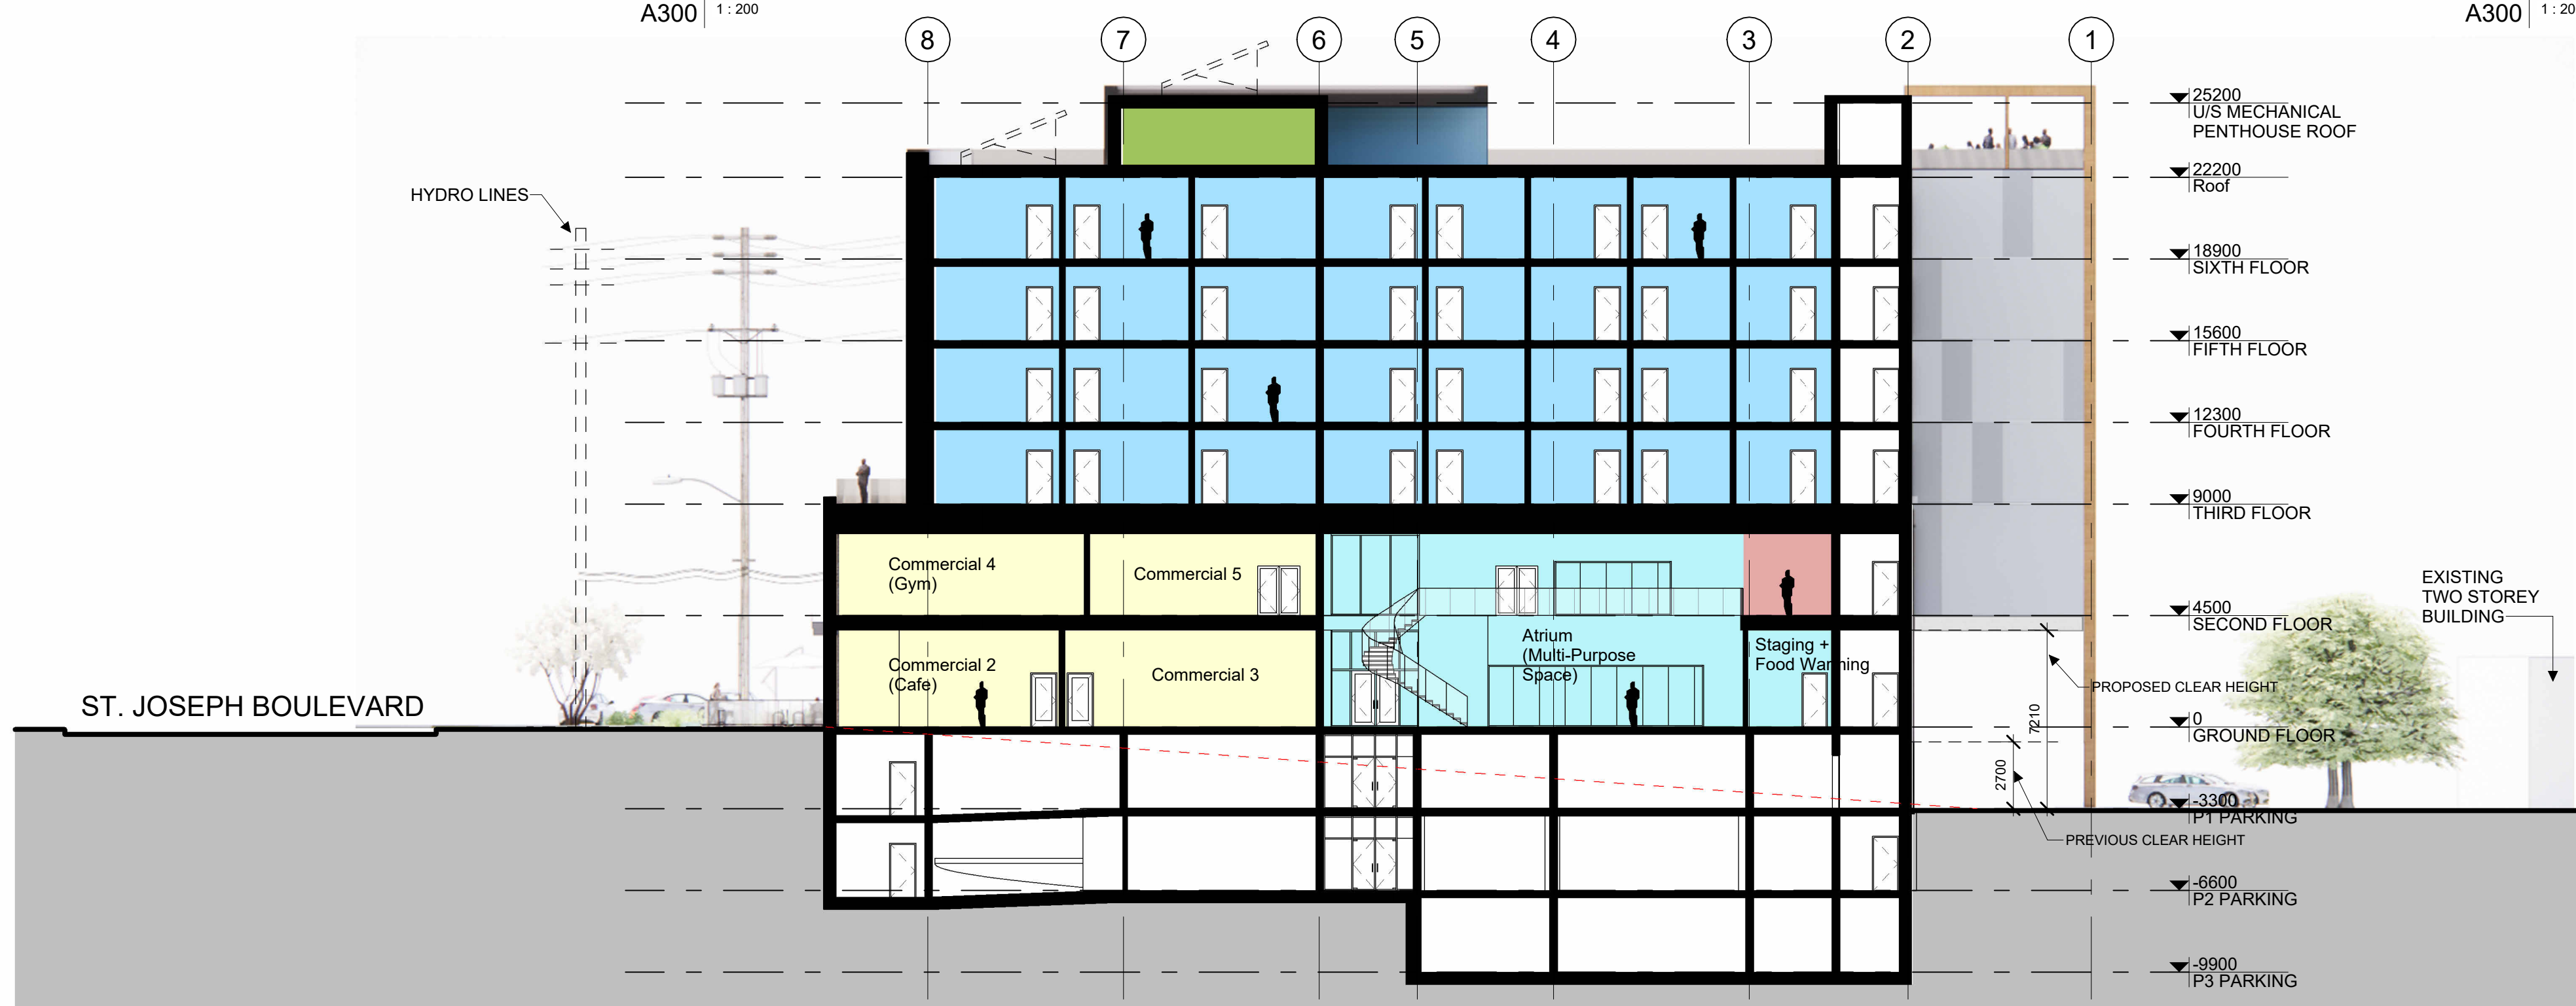 A300 1 : 200
A300 1 : 20
8 7 6 5 4 3 2 1
25200
U/S MECHANICAL
PENTHOUSE ROOF
22200
Roof
HYDRO LINES
18900
SIXTH FLOOR
15600
FIFTH FLOOR
12300
FOURTH FLOOR
9000
THIRD FLOOR
Commercial 4
(Gym)
Commercial 5
EXISTING
TWO STOREY
BUILDING
4500
SECOND FLOOR
Commercial 2
(Cafe)
Commercial 3
Atrium
(Multi-Purpose
Space)
Staging +
Food Warming
PROPOSED CLEAR HEIGHT
ST. JOSEPH BOULEVARD
7210
0
GROUND FLOOR
2700
-3300
P1 PARKING
PREVIOUS CLEAR HEIGHT
-6600
P2 PARKING
-9900
P3 PARKING